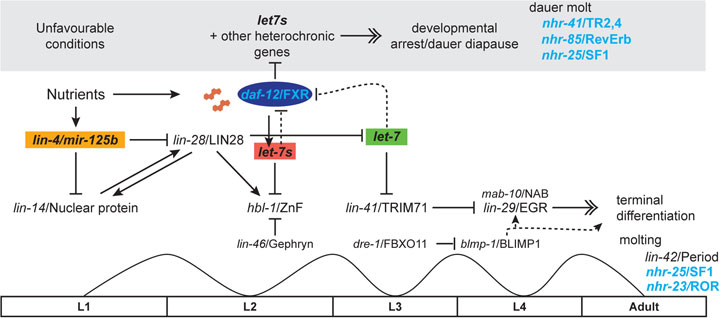 Unfavourable
conditions
let7s
+ other heterochronic
genes
developmental
arrest/dauer diapause
dauer molt
nhr-41/TR2,4
nhr-85/RevErb
nhr-25/SF1
Nutrients
daf-12/FXR
lin-4/mir-125b
lin-28/LIN28
let-7s
let-7
lin-14/Nuclear protein
hbl-1/ZnF
lin-41/TRIM71
mab-10/NAB
lin-29/EGR
terminal
differentiation
lin-46/Gephryn
dre-1/FBXO11
blmp-1/BLIMP1
molting
lin-42/Period
nhr-25/SF1
nhr-23/ROR
L1
L2
L3
L4
Adult